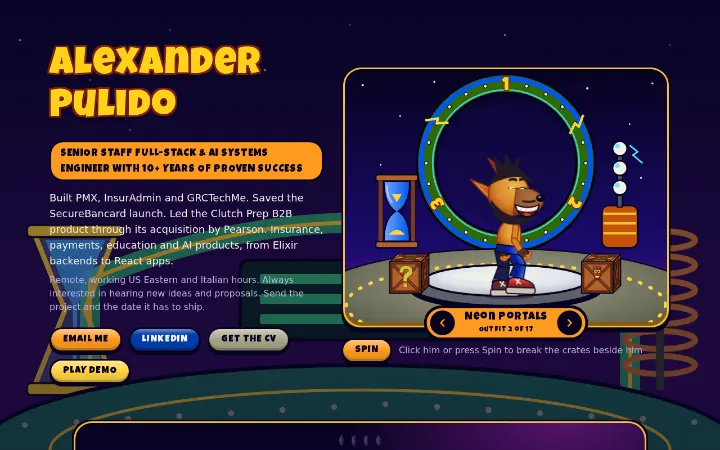 Alexander
Pulido
SENIOR STAFF FULL-STACK & AI SYSTEMS
ENGINEER WITH 10+ YEARS OF PROVEN SUCCESS
Built PMX, InsurAdmin and GRCTechMe. Saved the
SecureBancard launch. Led the Clutch Prep B2B
product through its acquisition by Pearson. Insurance,
payments, education and AI products, from Elixir
backends to React apps.
Remote, working US Eastern and Italian hours. Always
interested in hearing new ideas and proposals. Send the
project and the date it has to ship.
EMAIL ME
LINKEDIN
GET THE CV
PLAY DEMO
1
2
3
?
NEON PORTALS
OUTFIT 2 OF 17
SPIN
Click him or press Spin to break the crates beside him